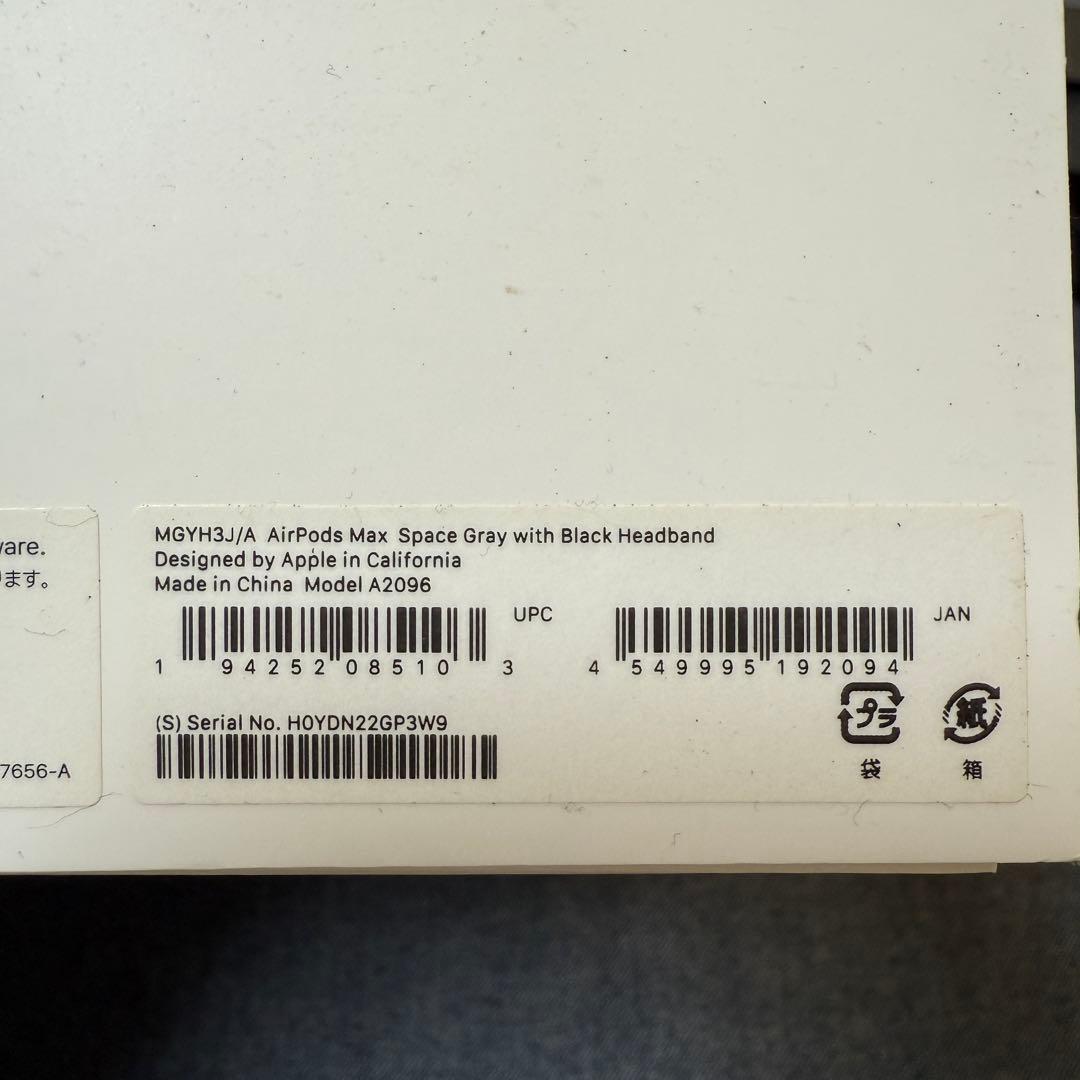 ware.
ります。
7656-A
MGYH3J/A AirPods Max Space Gray with Black Headband
Designed by Apple in California
Made in China Model A2096
UPC
1 94252 08510 3
JAN
4 549995 192094
(S) Serial No. H0YDN22GP3W9
プラ
袋
紙
箱